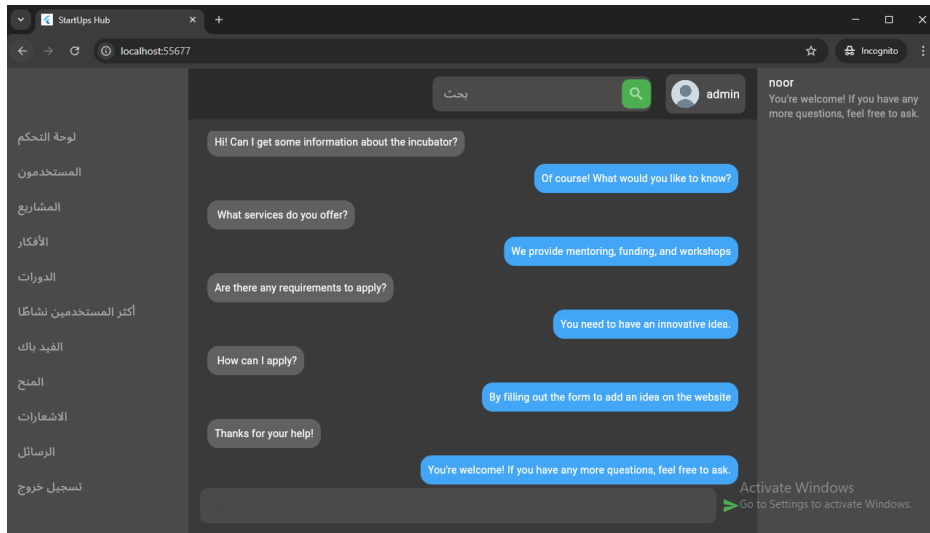 StartUps Hub
localhost:55677
Incognito
بحث
admin
noor
You're welcome! If you have any
more questions, feel free to ask.
لوحة التحكم
المستخدمون
المشاريع
الأفكار
الدورات
أكثر المستخدمين نشاطًا
الفيد باك
المنح
الاشعارات
الرسائل
تسجيل خروج
Hi! Can I get some information about the incubator?
Of course! What would you like to know?
What services do you offer?
We provide mentoring, funding, and workshops
Are there any requirements to apply?
You need to have an innovative idea.
How can I apply?
By filling out the form to add an idea on the website
Thanks for your help!
You're welcome! If you have any more questions, feel free to ask.
Activate Windows
Go to Settings to activate Windows.